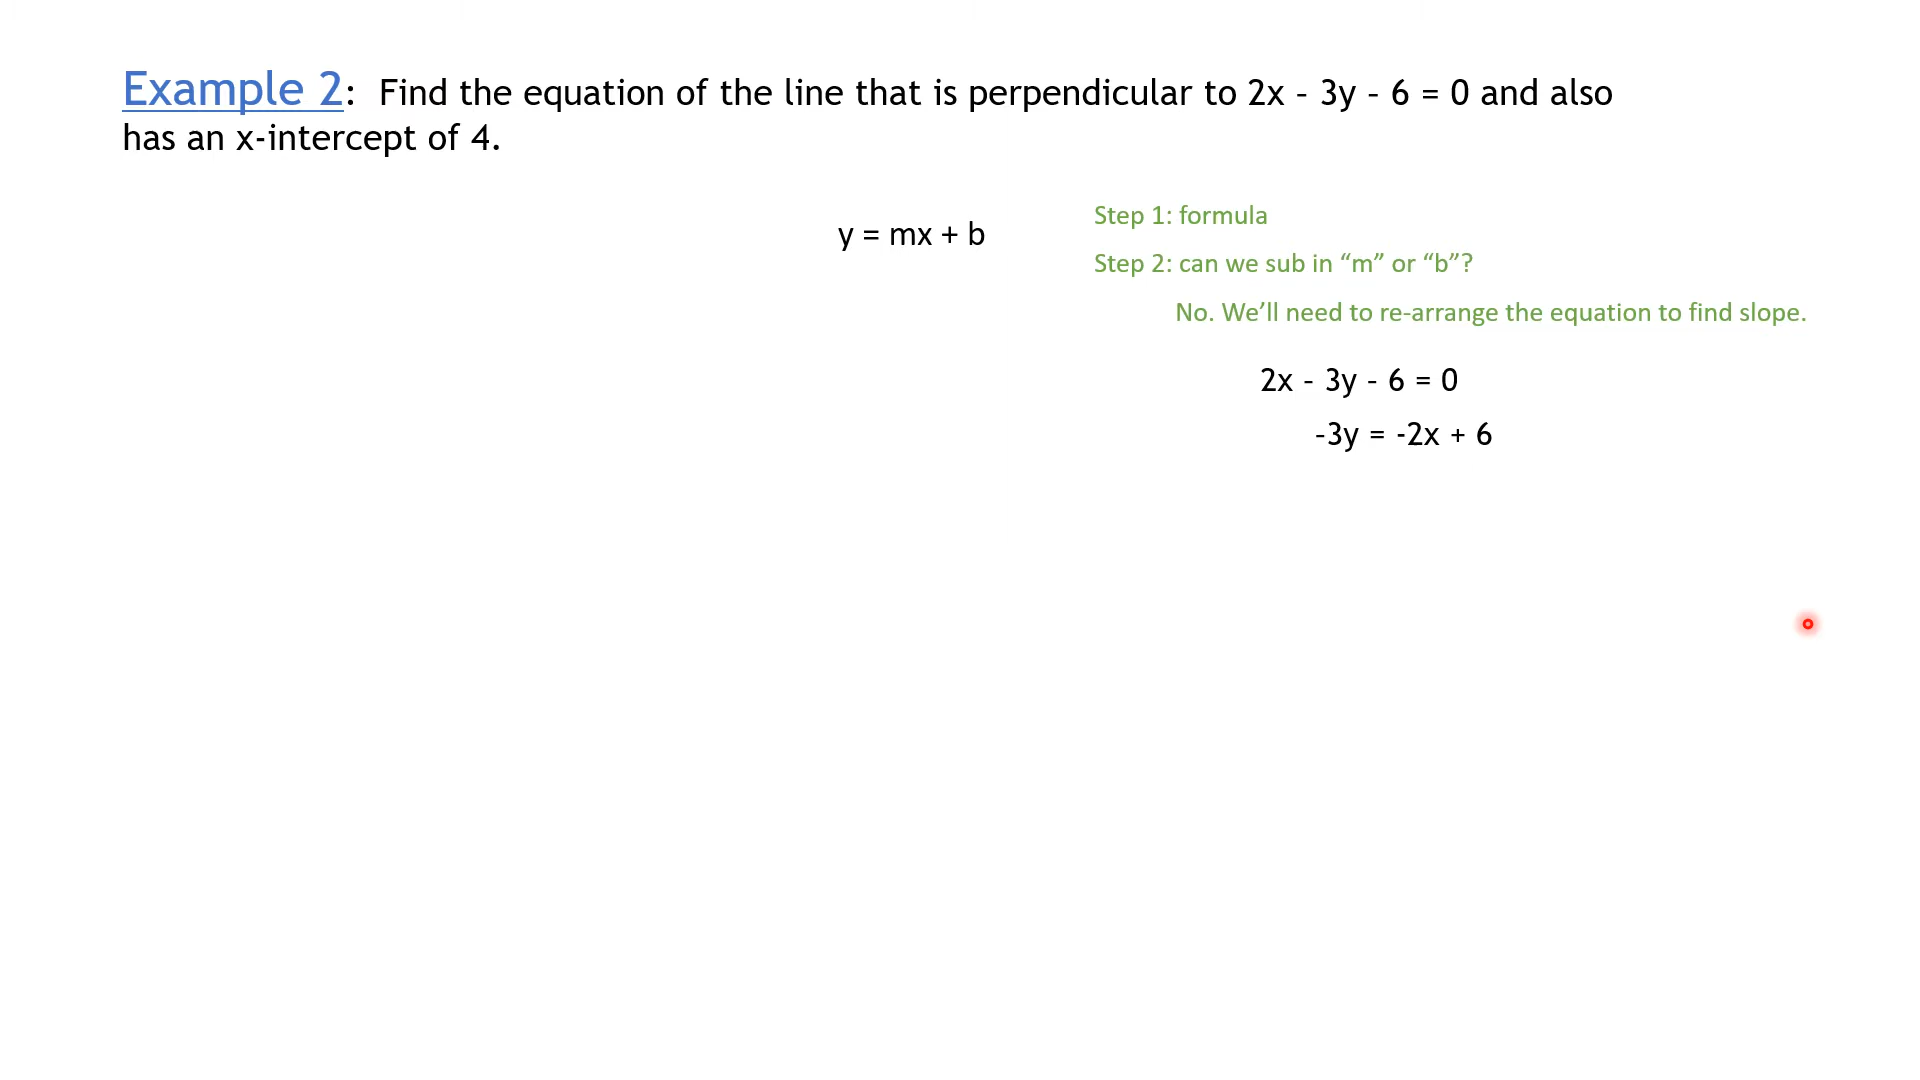 Example 2: Find the equation of the line that is perpendicular to 2x – 3y – 6 = 0 and also
has an x-intercept of 4.
y = mx + b
Step 1: formula
Step 2: can we sub in “m” or “b”?
No. We’ll need to re-arrange the equation to find slope.
2x - 3y - 6 = 0
-3y = -2x + 6